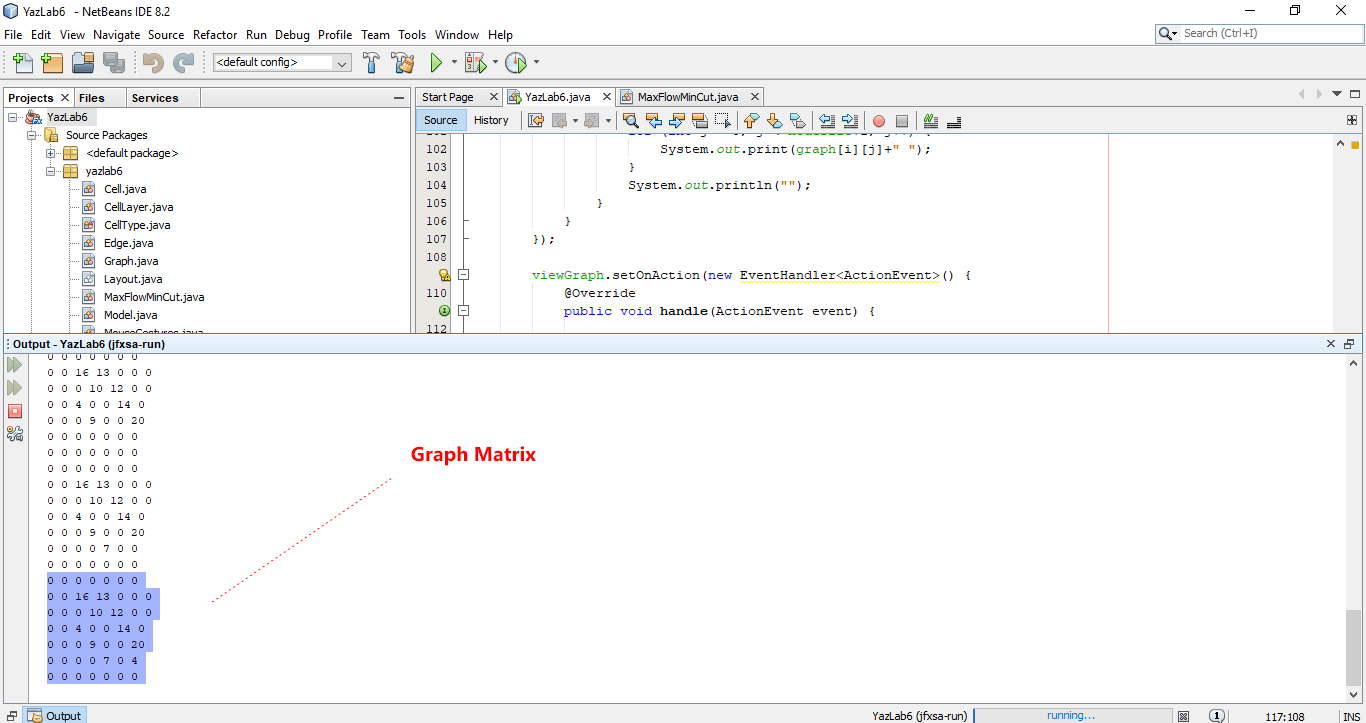 YazLab6 - NetBeans IDE 8.2
File Edit View Navigate Source Refactor Run Debug Profile Team Tools Window Help
Search (Ctrl+I)
<default config>
Projects Files Services
YazLab6
Source Packages
<default package>
yazlab6
Cell.java
CellLayer.java
CellType.java
Edge.java
Graph.java
Layout.java
MaxFlowMinCut.java
Model.java
MouseGestures.java
Start Page YazLab6.java MaxFlowMinCut.java
Source History
102 System.out.print(graph[i][j]+" ");
103 }
104 System.out.println("");
105 }
106 }
107 });
108
viewGraph.setOnAction(new EventHandler<ActionEvent>() {
110 @Override
public void handle(ActionEvent event) {
112
Output - YazLab6 (jfxsa-run)
0 0 0 0 0 0 0
0 0 16 13 0 0 0
0 0 0 10 12 0 0
0 0 4 0 0 14 0
0 0 0 9 0 0 20
0 0 0 0 0 0 0
0 0 0 0 0 0 0
0 0 0 0 0 0 0
0 0 16 13 0 0 0
0 0 0 10 12 0 0
0 0 4 0 0 14 0
0 0 0 9 0 0 20
0 0 0 0 7 0 0
0 0 0 0 0 0 0
0 0 0 0 0 0 0
0 0 16 13 0 0 0
0 0 0 10 12 0 0
0 0 4 0 0 14 0
0 0 0 9 0 0 20
0 0 0 0 7 0 4
0 0 0 0 0 0 0
Graph Matrix
Output
YazLab6 (jfxsa-run) running... 1 117:108 INS